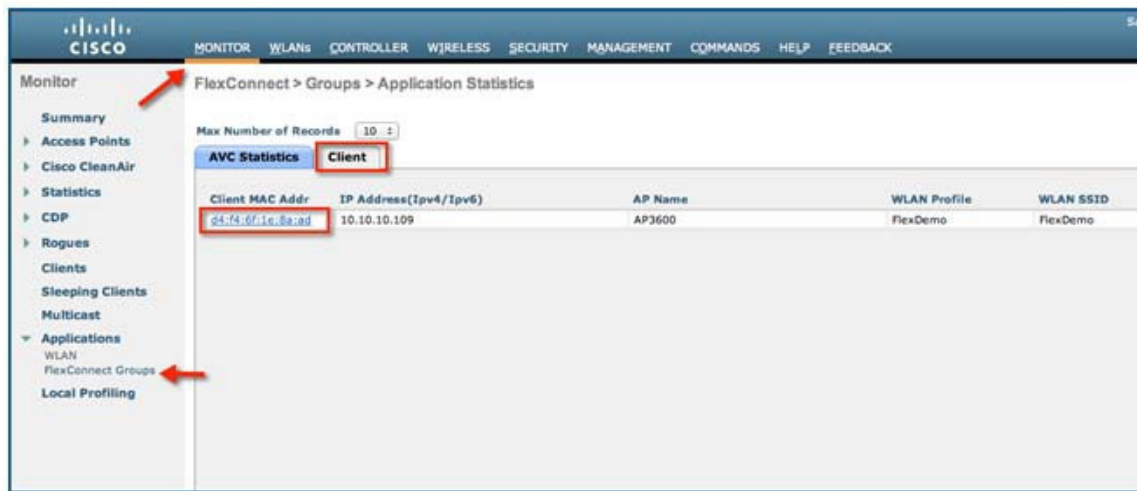 CISCO
MONITOR WLANs CONTROLLER WIRELESS SECURITY MANAGEMENT COMMANDS HELP FEEDBACK
Monitor
Summary
Access Points
Cisco CleanAir
Statistics
CDP
Rogues
Clients
Sleeping Clients
Multicast
Applications
WLAN
FlexConnect Groups
Local Profiling
FlexConnect > Groups > Application Statistics
Max Number of Records 10
AVC Statistics Client
Client MAC Addr IP Address(Ipv4/Ipv6) AP Name WLAN Profile WLAN SSID
d4:f4:6f:1e:8a:ad 10.10.10.109 AP3600 FlexDemo FlexDemo